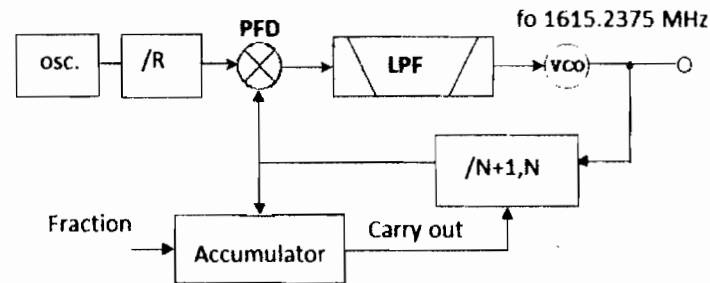 fo 1615.2375 MHz
PFD
osc.
/R
LPF
VCO
/N+1,N
Fraction
Accumulator
Carry out